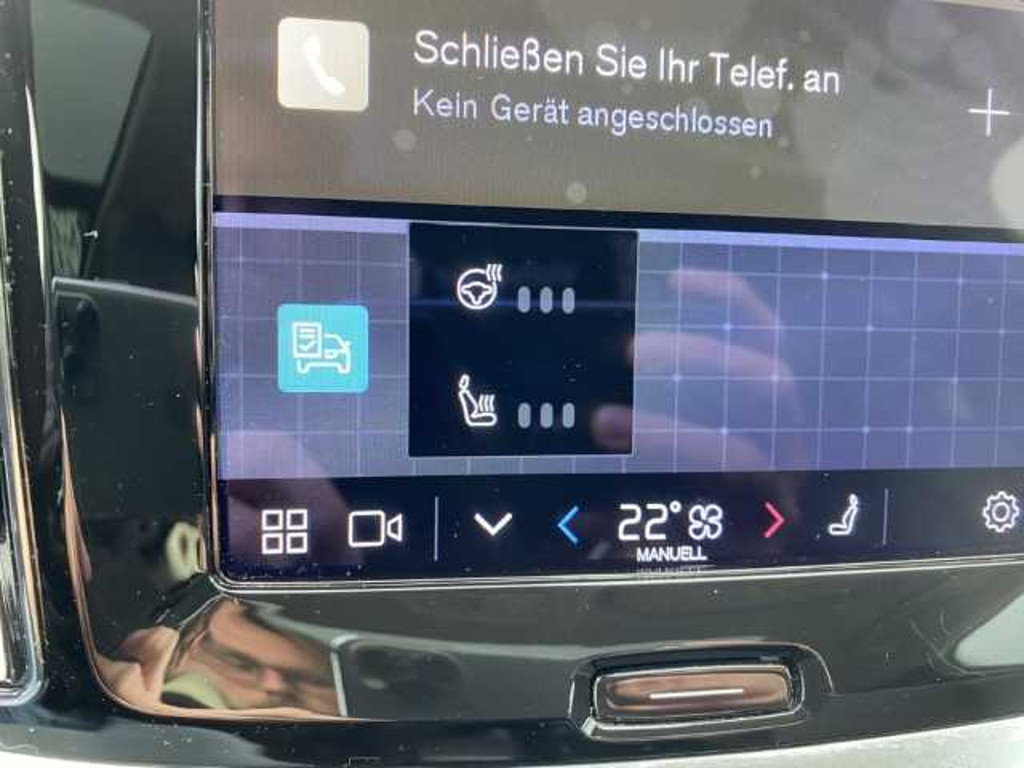 Schließen Sie Ihr Telef. an
Kein Gerät angeschlossen
22°
MANUELL